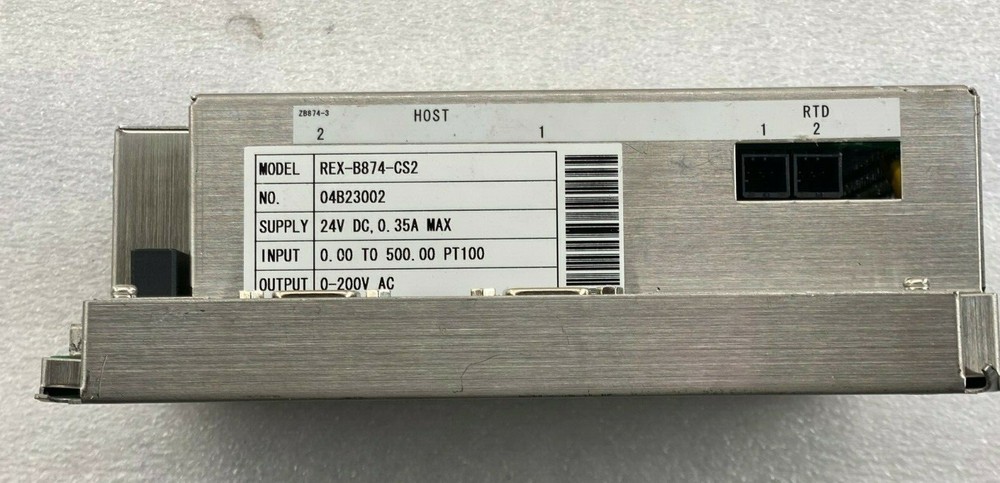 ZB874-3 HOST RTD
2 1 1 2
MODEL REX-B874-CS2
NO. 04B23002
SUPPLY 24V DC, 0.35A MAX
INPUT 0.00 TO 500.00 PT100
OUTPUT 0-200V AC